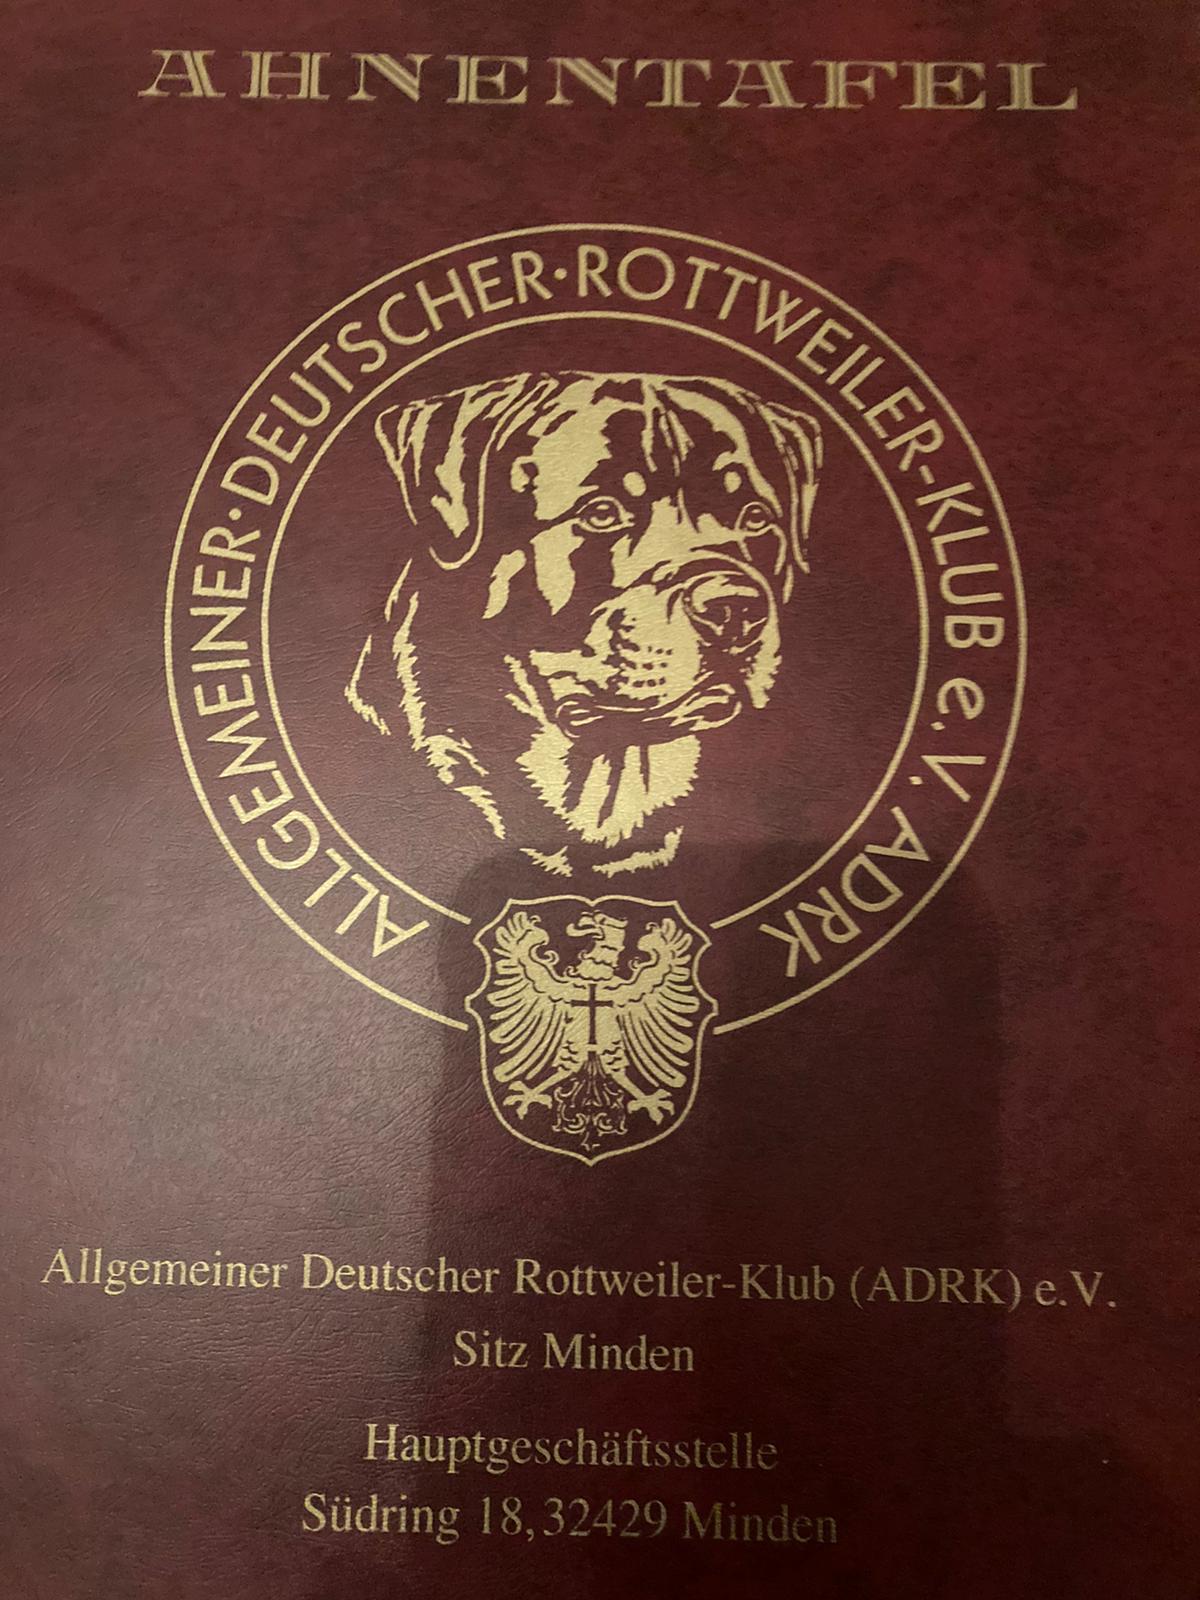 AHNENTAFEL
ALLGEMEINER·DEUTSCHER·ROTTWEILER-KLUB e.V. ADRK
Allgemeiner Deutscher Rottweiler-Klub (ADRK) e.V.
Sitz Minden
Hauptgeschäftsstelle
Südring 18, 32429 Minden